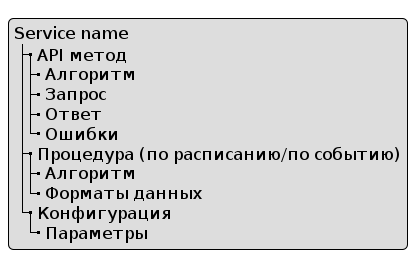 Service name
API метод
Алгоритм
Запрос
Ответ
Ошибки
Процедура (по расписанию/по событию)
Алгоритм
Форматы данных
Конфигурация
Параметры